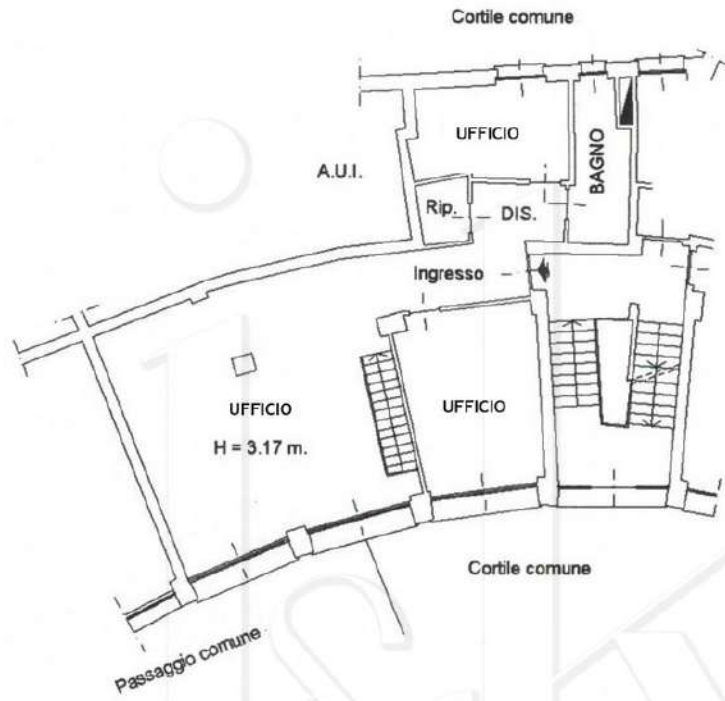 Cortile comune
UFFICIO
BAGNO
A.U.I.
Rip.
DIS.
Ingresso
UFFICIO
H = 3.17 m.
UFFICIO
Cortile comune
Passaggio comune